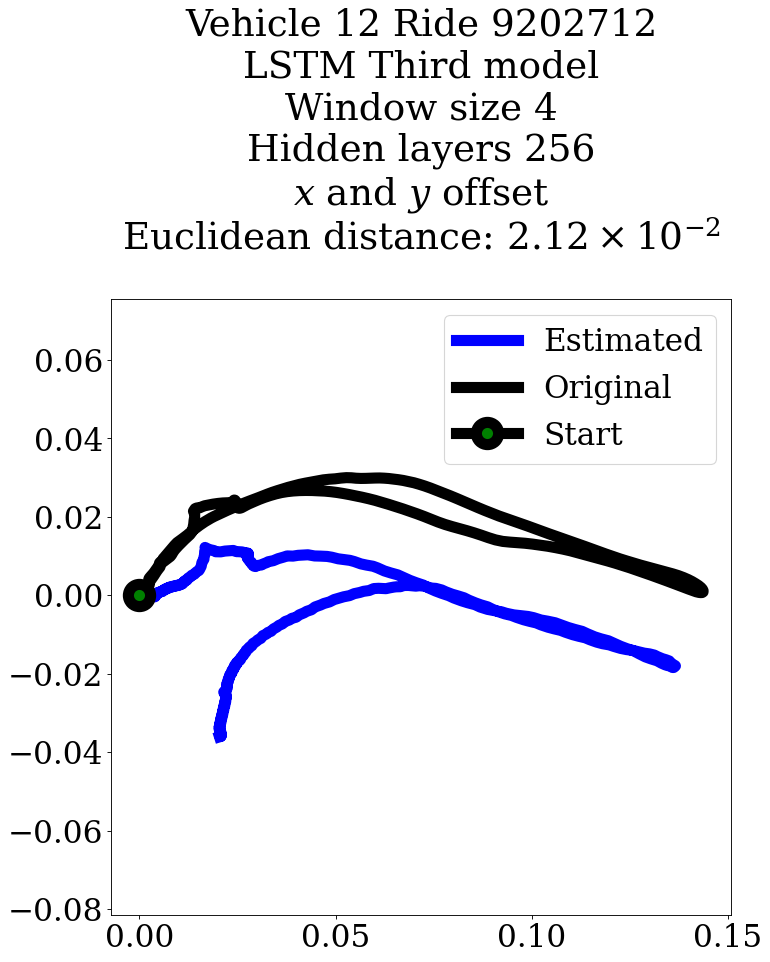 Vehicle 12 Ride 9202712
LSTM Third model
Window size 4
Hidden layers 256
x and y offset
Euclidean distance: 2.12 × 10⁻²
Estimated
Original
Start
0.06
0.04
0.02
0.00
−0.02
−0.04
−0.06
−0.08
0.00 0.05 0.10 0.15